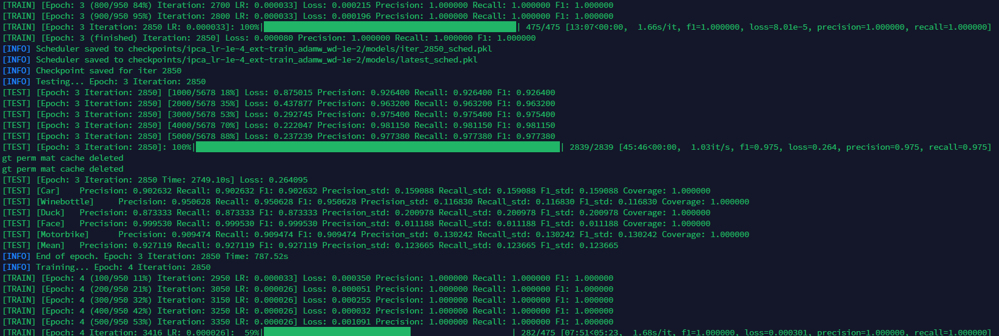 [TRAIN] [Epoch: 3 (800/950 84%) Iteration: 2700 LR: 0.000033] Loss: 0.000215 Precision: 1.000000 Recall: 1.000000 F1: 1.000000
[TRAIN] [Epoch: 3 (900/950 95%) Iteration: 2800 LR: 0.000033] Loss: 0.000196 Precision: 1.000000 Recall: 1.000000 F1: 1.000000
[TRAIN] [Epoch: 3 Iteration: 2850 LR: 0.000033]: 100%| | 475/475 [13:07<00:00, 1.66s/it, f1=1.000000, loss=8.01e-5, precision=1.000000, recall=1.000000]
[TRAIN] [Epoch: 3 (finished) Iteration: 2850] Loss: 0.000080 Precision: 1.000000 Recall: 1.000000 F1: 1.000000
[INFO] Scheduler saved to checkpoints/ipca_lr-1e-4_ext-train_adamw_wd-1e-2/models/iter_2850_sched.pkl
[INFO] Scheduler saved to checkpoints/ipca_lr-1e-4_ext-train_adamw_wd-1e-2/models/latest_sched.pkl
[INFO] Checkpoint saved for iter 2850
[INFO] Testing... Epoch: 3 Iteration: 2850
[TEST] [Epoch: 3 Iteration: 2850] [1000/5678 18%] Loss: 0.875015 Precision: 0.926400 Recall: 0.926400 F1: 0.926400
[TEST] [Epoch: 3 Iteration: 2850] [2000/5678 35%] Loss: 0.437877 Precision: 0.963200 Recall: 0.963200 F1: 0.963200
[TEST] [Epoch: 3 Iteration: 2850] [3000/5678 53%] Loss: 0.292745 Precision: 0.975400 Recall: 0.975400 F1: 0.975400
[TEST] [Epoch: 3 Iteration: 2850] [4000/5678 70%] Loss: 0.222047 Precision: 0.981150 Recall: 0.981150 F1: 0.981150
[TEST] [Epoch: 3 Iteration: 2850] [5000/5678 88%] Loss: 0.237239 Precision: 0.977380 Recall: 0.977380 F1: 0.977380
[TEST] [Epoch: 3 Iteration: 2850]: 100%| | 2839/2839 [45:46<00:00, 1.03it/s, f1=0.975, loss=0.264, precision=0.975, recall=0.975]
gt perm mat cache deleted
gt perm mat cache deleted
[TEST] [Epoch: 3 Iteration: 2850 Time: 2749.10s] Loss: 0.264095
[TEST] [Car] Precision: 0.902632 Recall: 0.902632 F1: 0.902632 Precision_std: 0.159088 Recall_std: 0.159088 F1_std: 0.159088 Coverage: 1.000000
[TEST] [Winebottle] Precision: 0.950628 Recall: 0.950628 F1: 0.950628 Precision_std: 0.116830 Recall_std: 0.116830 F1_std: 0.116830 Coverage: 1.000000
[TEST] [Duck] Precision: 0.873333 Recall: 0.873333 F1: 0.873333 Precision_std: 0.200978 Recall_std: 0.200978 F1_std: 0.200978 Coverage: 1.000000
[TEST] [Face] Precision: 0.999530 Recall: 0.999530 F1: 0.999530 Precision_std: 0.011188 Recall_std: 0.011188 F1_std: 0.011188 Coverage: 1.000000
[TEST] [Motorbike] Precision: 0.909474 Recall: 0.909474 F1: 0.909474 Precision_std: 0.130242 Recall_std: 0.130242 F1_std: 0.130242 Coverage: 1.000000
[TEST] [Mean] Precision: 0.927119 Recall: 0.927119 F1: 0.927119 Precision_std: 0.123665 Recall_std: 0.123665 F1_std: 0.123665
[INFO] End of epoch. Epoch: 3 Iteration: 2850 Time: 787.52s
[INFO] Training... Epoch: 4 Iteration: 2850
[TRAIN] [Epoch: 4 (100/950 11%) Iteration: 2950 LR: 0.000033] Loss: 0.000350 Precision: 1.000000 Recall: 1.000000 F1: 1.000000
[TRAIN] [Epoch: 4 (200/950 21%) Iteration: 3050 LR: 0.000026] Loss: 0.000051 Precision: 1.000000 Recall: 1.000000 F1: 1.000000
[TRAIN] [Epoch: 4 (300/950 32%) Iteration: 3150 LR: 0.000026] Loss: 0.000255 Precision: 1.000000 Recall: 1.000000 F1: 1.000000
[TRAIN] [Epoch: 4 (400/950 42%) Iteration: 3250 LR: 0.000026] Loss: 0.000032 Precision: 1.000000 Recall: 1.000000 F1: 1.000000
[TRAIN] [Epoch: 4 (500/950 53%) Iteration: 3350 LR: 0.000026] Loss: 0.001091 Precision: 1.000000 Recall: 1.000000 F1: 1.000000
[TRAIN] [Epoch: 4 Iteration: 3416 LR: 0.000026]: 59%| | 282/475 [07:51<05:23, 1.68s/it, f1=1.000000, loss=0.000301, precision=1.000000, recall=1.000000]